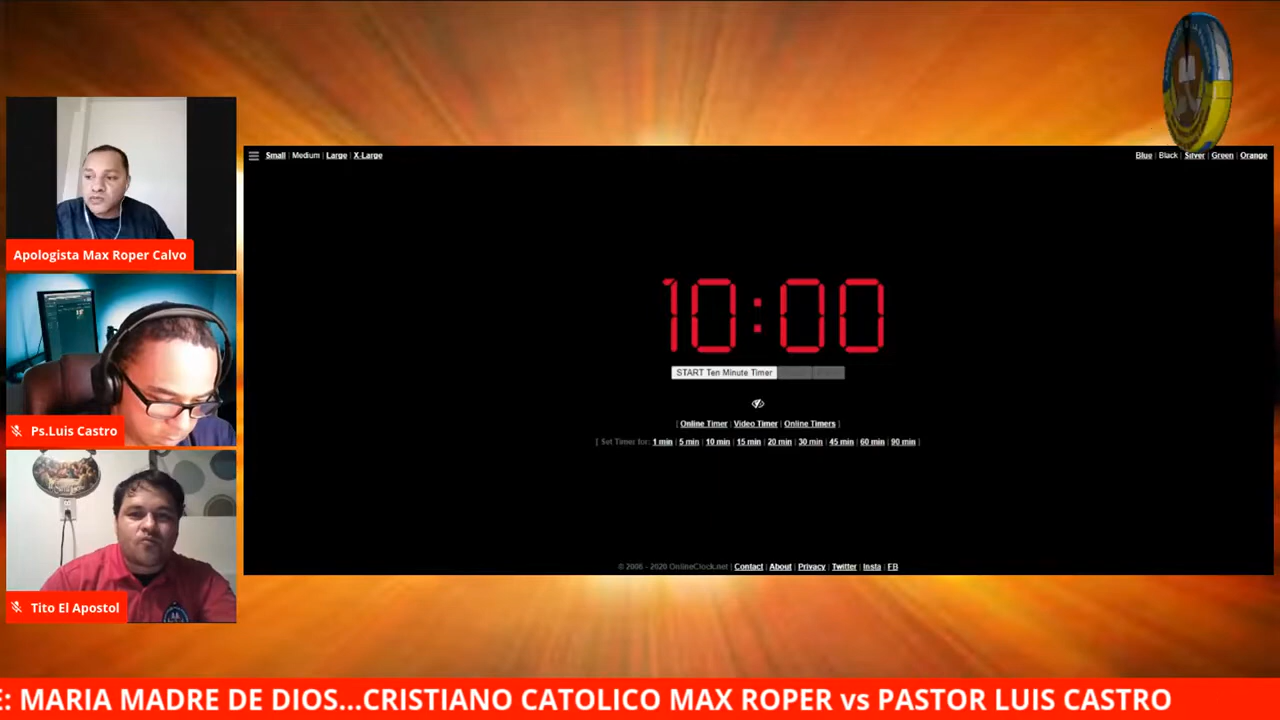 Small | Medium | Large | X-Large
Blue | Black | Silver | Green | Orange
Apologista Max Roper Calvo
10:00
START Ten Minute Timer
Online Timer | Video Timer | Online Timers |
[ Set Timer for: 1 min | 5 min | 10 min | 15 min | 20 min | 30 min | 45 min | 60 min | 90 min ]
Ps.Luis Castro
© 2006 - 2020 OnlineClock.net | Contact | About | Privacy | Twitter | Insta | FB
Tito El Apostol
E: MARIA MADRE DE DIOS...CRISTIANO CATOLICO MAX ROPER vs PASTOR LUIS CASTRO